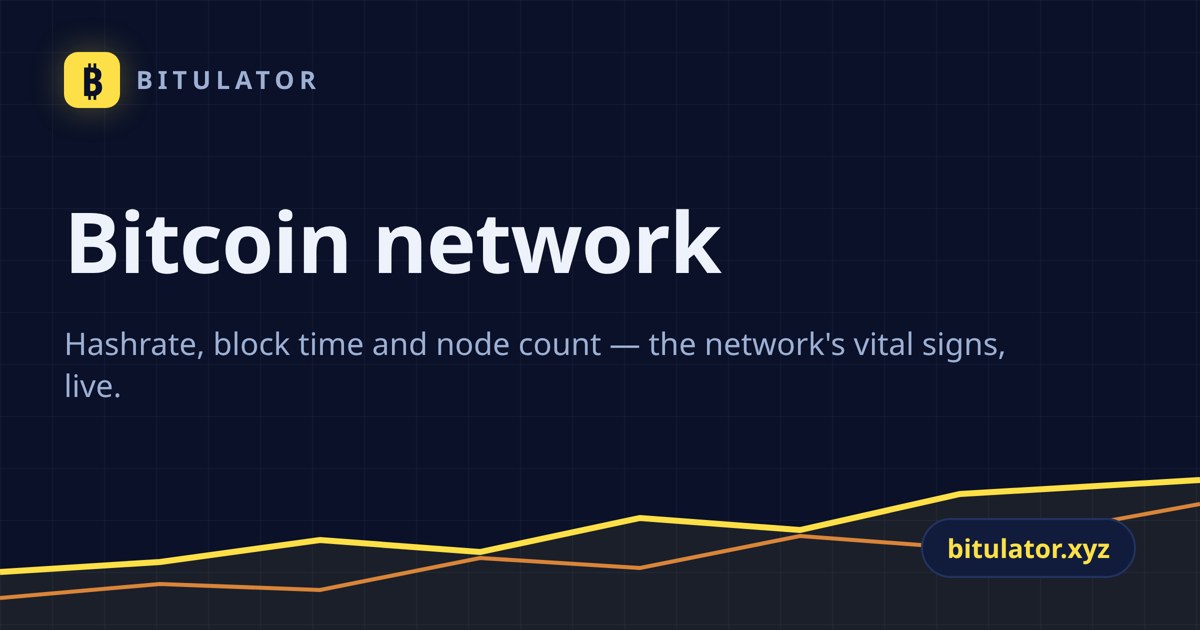 BITULATOR
Bitcoin network
Hashrate, block time and node count — the network's vital signs,
live.
bitulator.xyz